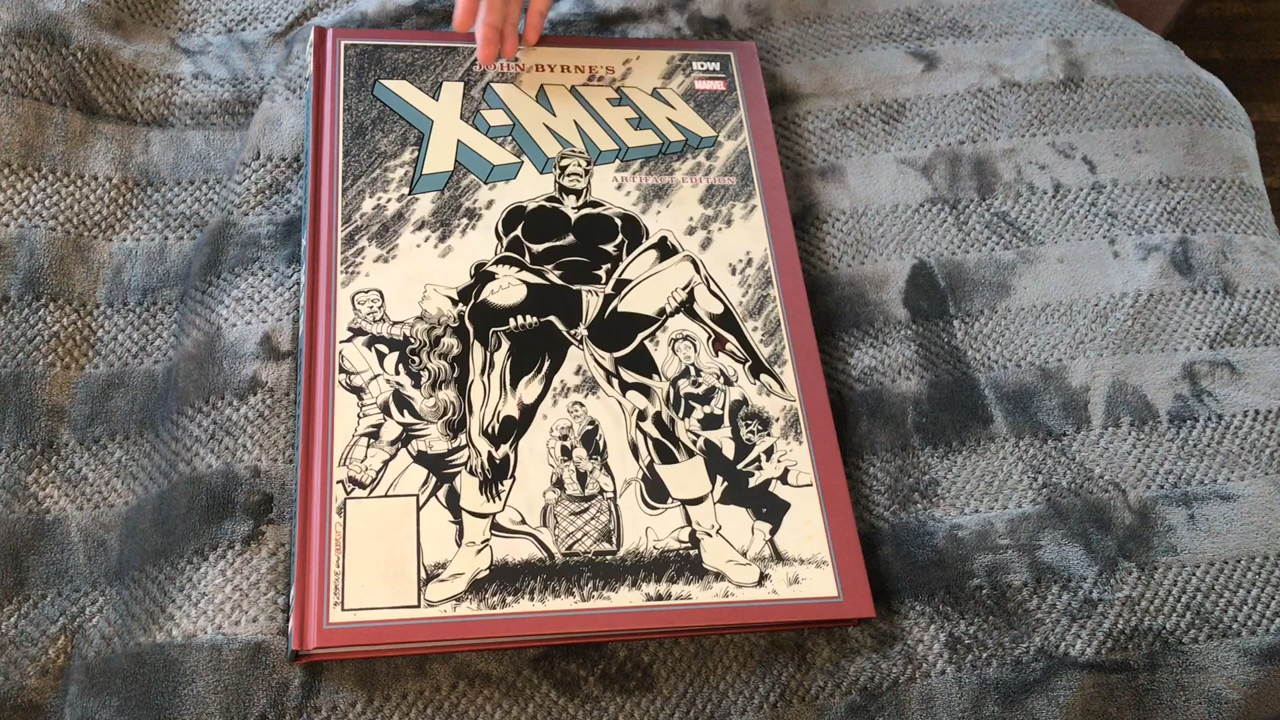 JOHN BYRNE'S
IDW
MARVEL
X-MEN
ARTIFACT EDITION